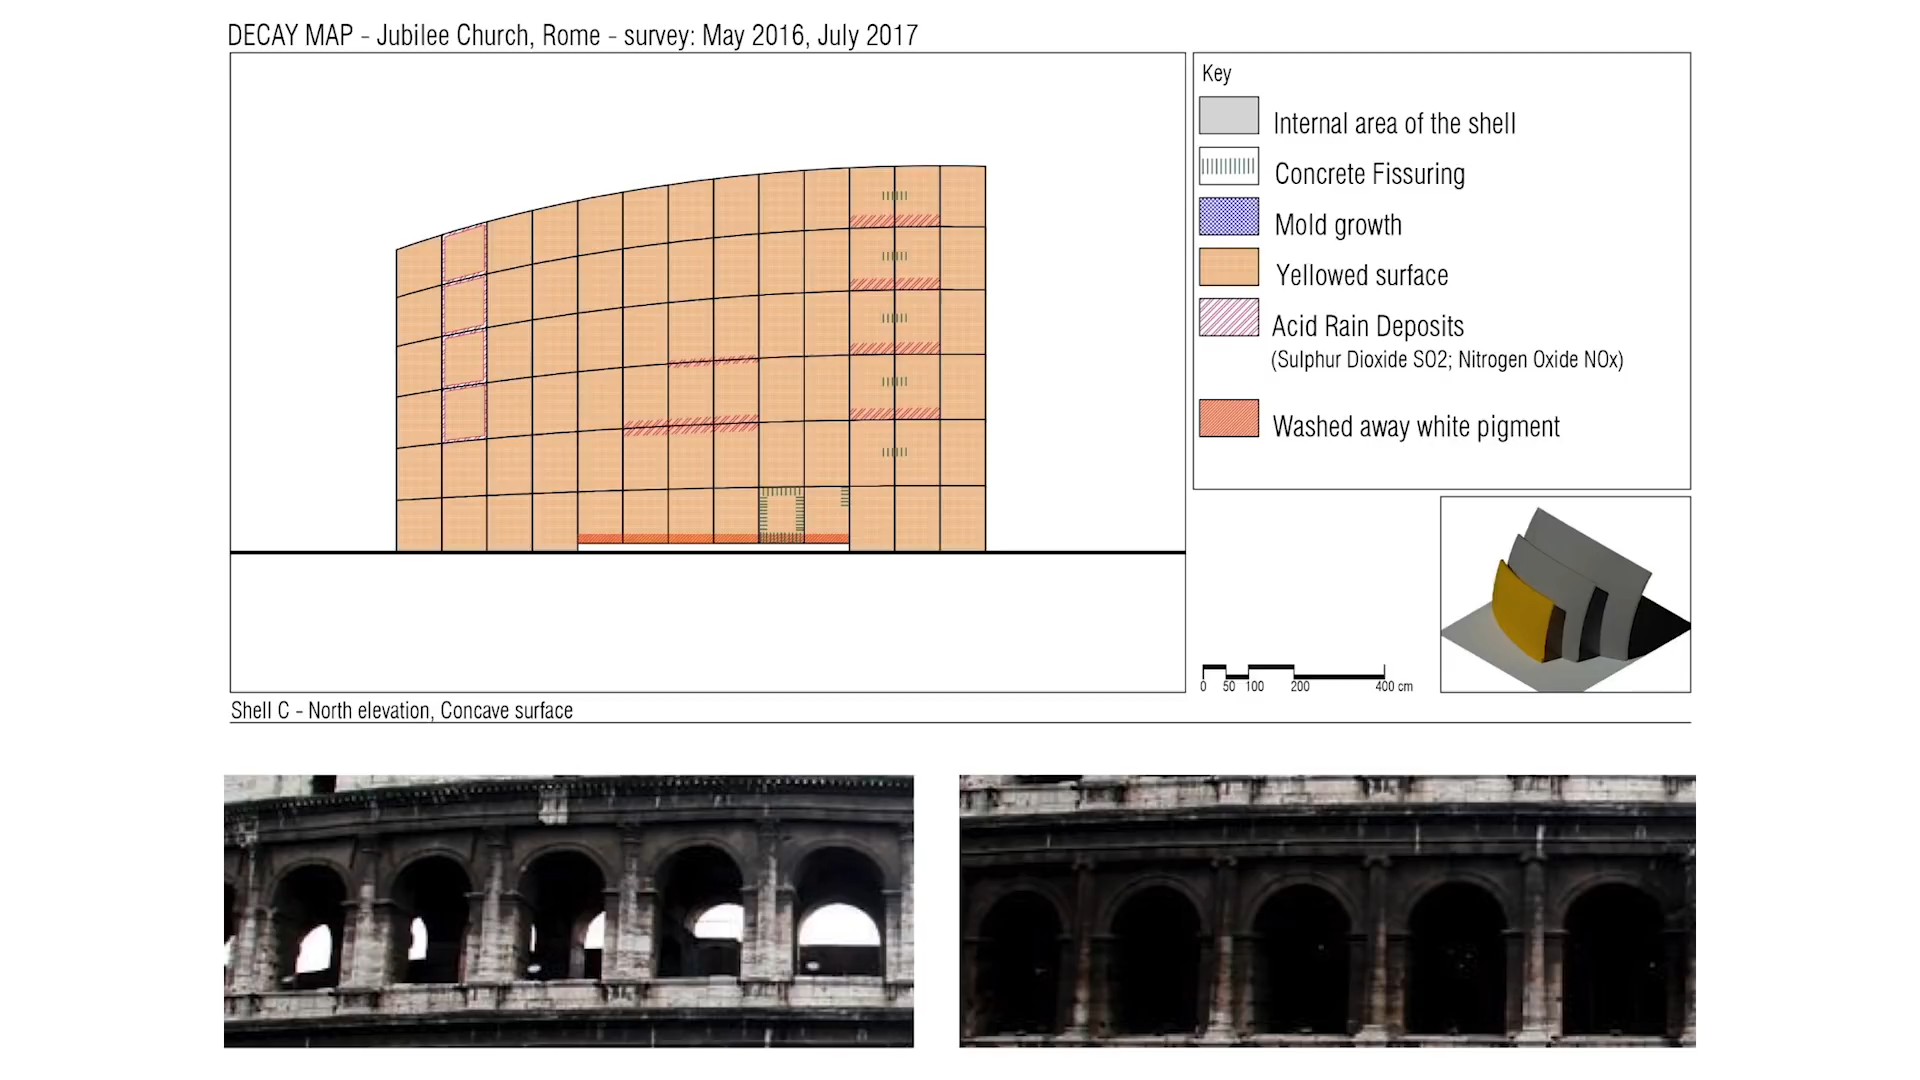 DECAY MAP - Jubilee Church, Rome - survey: May 2016, July 2017
Key
Internal area of the shell
Concrete Fissuring
Mold growth
Yellowed surface
Acid Rain Deposits
(Sulphur Dioxide SO2; Nitrogen Oxide NOx)
Washed away white pigment
0 50 100 200 400 cm
Shell C - North elevation, Concave surface